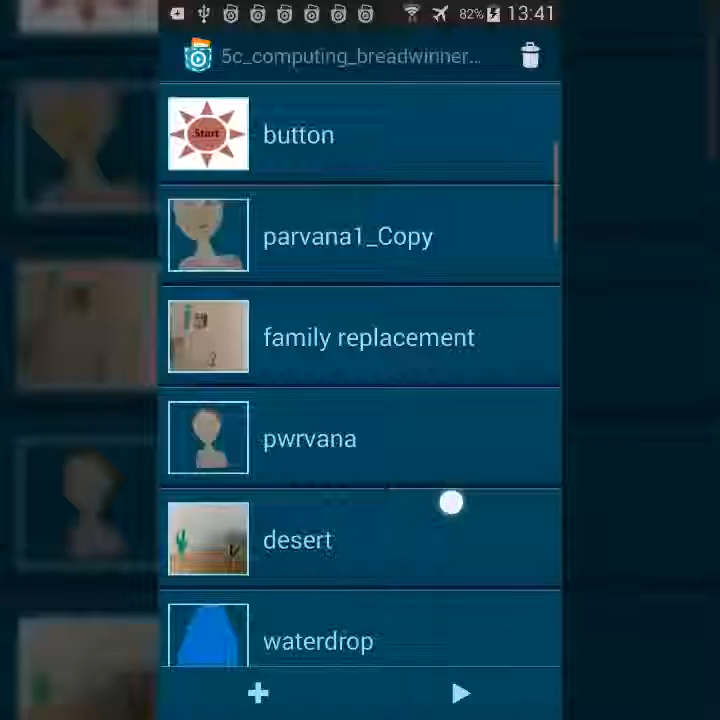 82% 13:41
5c_computing_breadwinner...
Start
button
parvana1_Copy
family replacement
pwrvana
desert
waterdrop